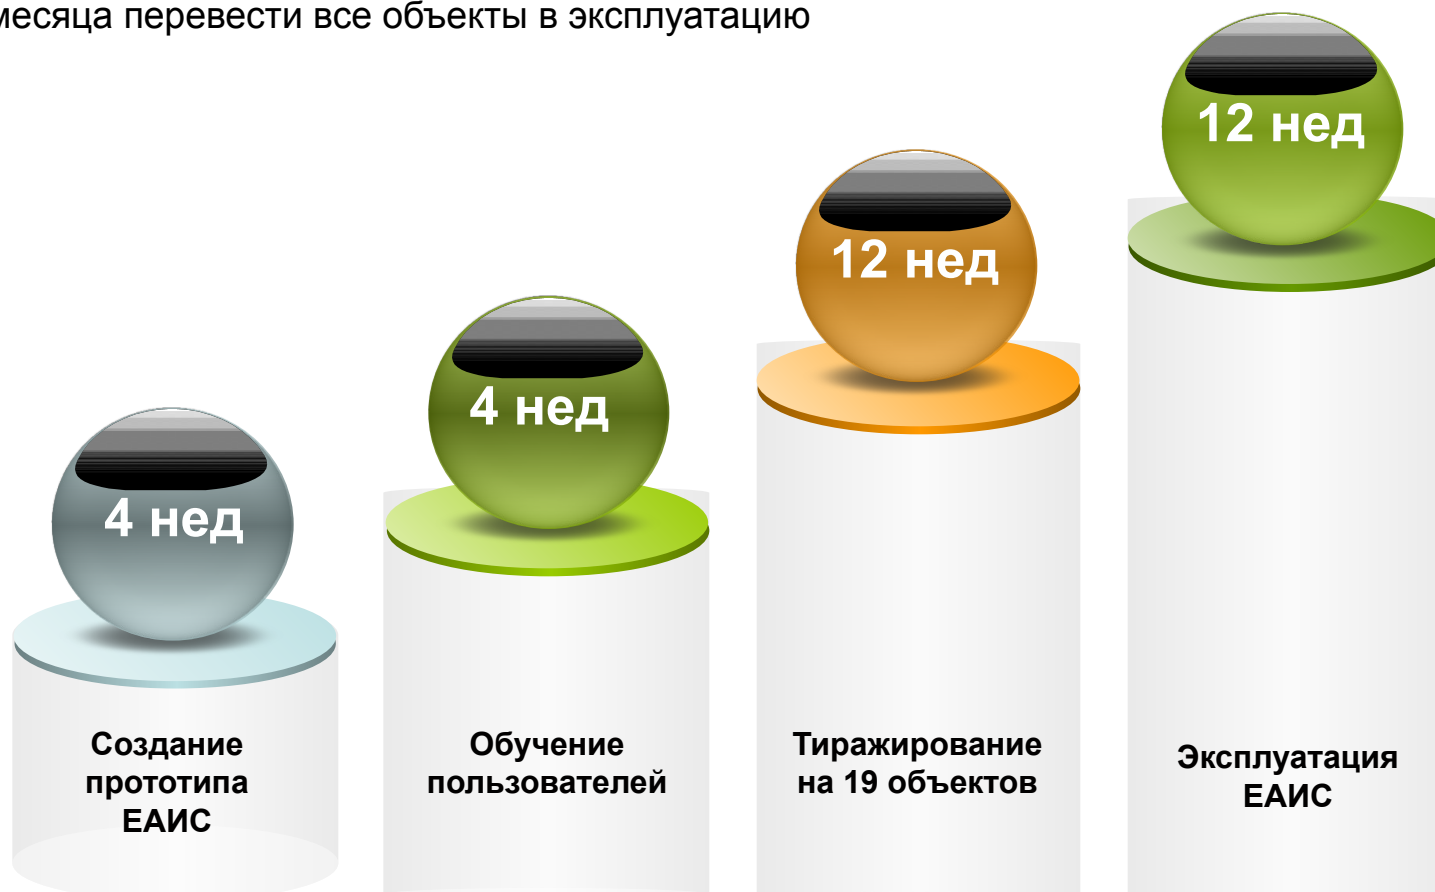 месяца перевести все объекты в эксплуатацию
12 нед
12 нед
4 нед
4 нед
Создание
прототипа
ЕАИС
Обучение
пользователей
Тиражирование
на 19 объектов
Эксплуатация
ЕАИС